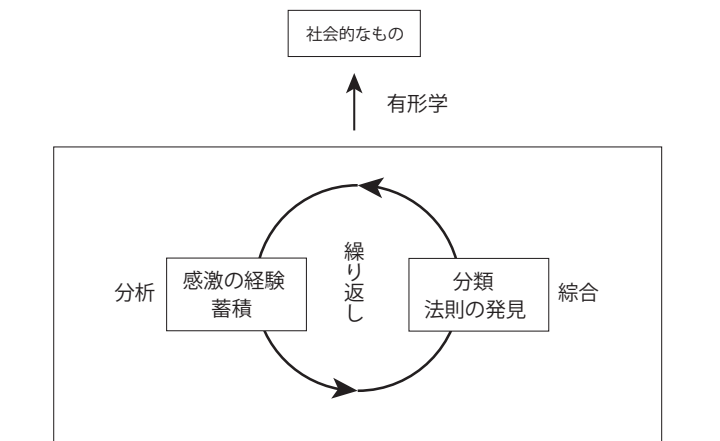 社会的なもの
有形学
分析
感激の経験
蓄積
繰り返し
分類
法則の発見
綜合